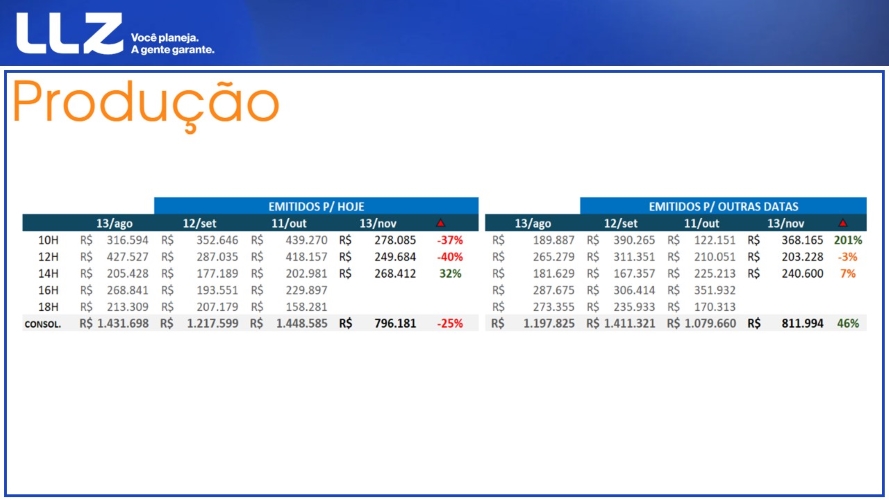 LLZ Você planeja.
A gente garante.
Produção
EMITIDOS P/ HOJE EMITIDOS P/ OUTRAS DATAS
13/ago 12/set 11/out 13/nov 13/ago 12/set 11/out 13/nov
10H R$ 316.594 R$ 352.646 R$ 439.270 R$ 278.085 -37% R$ 189.887 R$ 390.265 R$ 122.151 R$ 368.165 201%
12H R$ 427.527 R$ 287.035 R$ 418.157 R$ 249.684 -40% R$ 265.279 R$ 311.351 R$ 210.051 R$ 203.228 -3%
14H R$ 205.428 R$ 177.189 R$ 202.981 R$ 268.412 32% R$ 181.629 R$ 167.357 R$ 225.213 R$ 240.600 7%
16H R$ 268.841 R$ 193.551 R$ 229.897 R$ 287.675 R$ 306.414 R$ 351.932
18H R$ 213.309 R$ 207.179 R$ 158.281 R$ 273.355 R$ 235.933 R$ 170.313
CONSOL. R$ 1.431.698 R$ 1.217.599 R$ 1.448.585 R$ 796.181 -25% R$ 1.197.825 R$ 1.411.321 R$ 1.079.660 R$ 811.994 46%